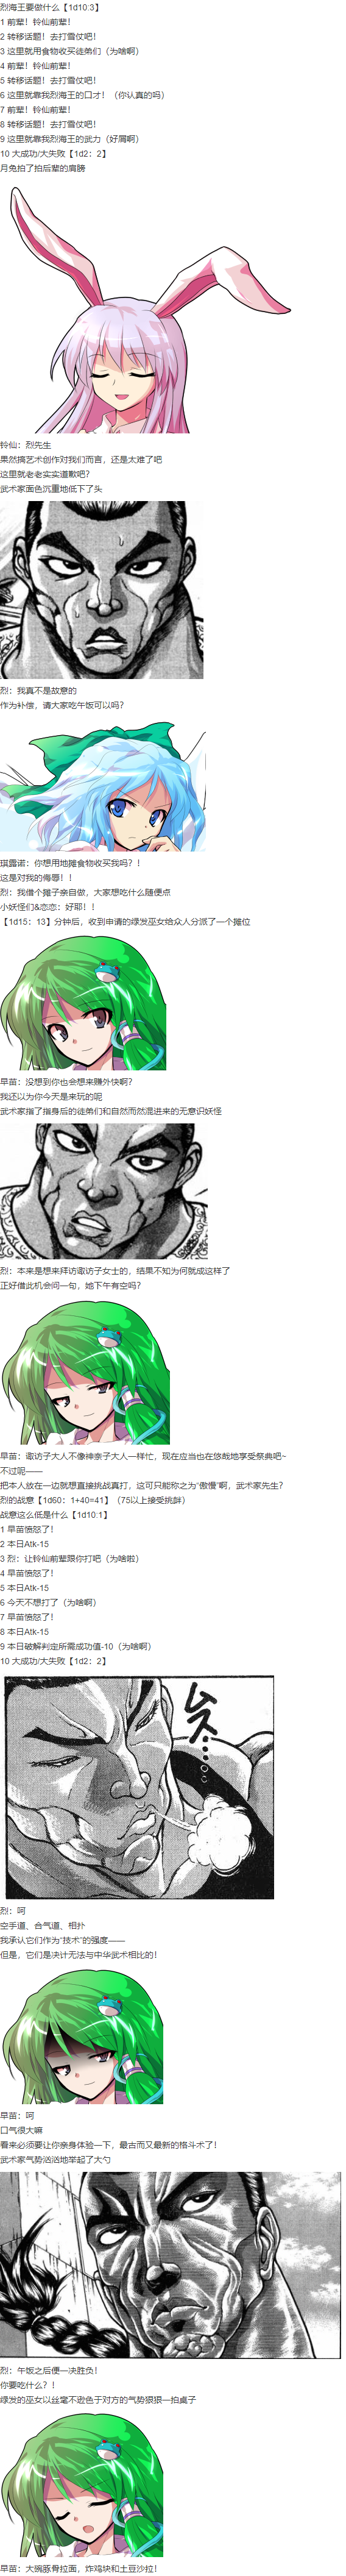 烈海王要做什么【1d10:3】
1 前辈！铃仙前辈！
2 转移话题！去打雪仗吧！
3 这里就用食物收买徒弟们（为啥啊）
4 前辈！铃仙前辈！
5 转移话题！去打雪仗吧！
6 这里就靠我烈海王的口才！（你认真的吗）
7 前辈！铃仙前辈！
8 转移话题！去打雪仗吧！
9 这里就靠我烈海王的武力（好屑啊）
10 大成功/大失败【1d2：2】
月兔拍了拍后辈的肩膀
铃仙：烈先生
果然搞艺术创作对我们而言，还是太难了吧
这里就老老实实道歉吧？
武术家面色沉重地低下了头
烈：我真不是故意的
作为补偿，请大家吃午饭可以吗？
琪露诺：你想用地摊食物收买我吗？！
这是对我的侮辱！！
烈：我借个摊子亲自做，大家想吃什么随便点
小妖怪们&恋恋：好耶！！
【1d15：13】分钟后，收到申请的绿发巫女给众人分派了一个摊位
早苗：没想到你也会想来赚外快啊？
我还以为你今天是来玩的呢
武术家指了指身后的徒弟们和自然而然混进来的无意识妖怪
烈：本来是想来拜访诹访子女士的，结果不知为何就成这样了
正好借此机会问一句，她下午有空吗？
早苗：诹访子大人不像神奈子大人一样忙，现在应当也在悠哉地享受祭典吧~
不过呢——
把本人放在一边就想直接挑战真打，这可只能称之为“傲慢”啊，武术家先生？
烈的战意【1d60：1+40=41】（75以上接受挑衅）
战意这么低是什么【1d10:1】
1 早苗愤怒了！
2 本日Atk-15
3 烈：让铃仙前辈跟你打吧（为啥啦）
4 早苗愤怒了！
5 本日Atk-15
6 今天不想打了（为啥啊）
7 早苗愤怒了！
8 本日Atk-15
9 本日破解判定所需成功值-10（为啥啊）
10 大成功/大失败【1d2：2】
烈：呵
空手道、合气道、相扑
我承认它们作为“技术”的强度——
但是，它们是决计无法与中华武术相比的！
早苗：呵
口气很大嘛
看来必须要让你亲身体验一下，最古而又最新的格斗术了！
武术家气势汹汹地举起了大勺
烈：午饭之后便一决胜负！
你要吃什么？！
绿发的巫女以丝毫不逊色于对方的气势狠狠一拍桌子
早苗：大碗豚骨拉面，炸鸡块和土豆沙拉！